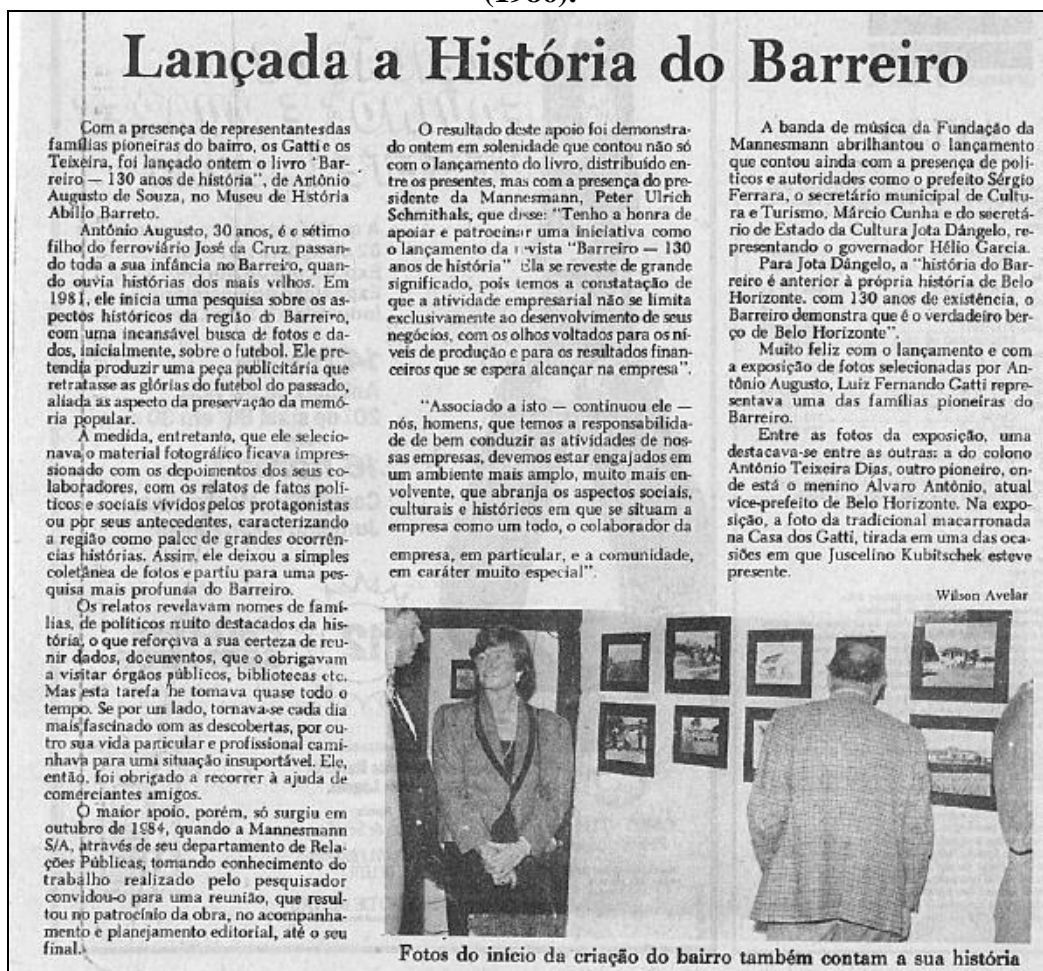 (1986).
Lançada a História do Barreiro
Com a presença de representantes das
famílias pioneiras do bairro, os Gatti e os
Teixeira, foi lançado ontem o livro "Bar-
reiro — 130 anos de história", de Antônio
Augusto de Souza, no Museu de História
Abílio Barreto.
Antônio Augusto, 30 anos, é o sétimo
filho do ferroviário José da Cruz, passan-
do toda a sua infância no Barreiro, quan-
do ouvia histórias dos mais velhos. Em
1981, ele inicia uma pesquisa sobre os as-
pectos históricos da região do Barreiro,
com uma incansável busca de fotos e da-
dos, inicialmente, sobre o futebol. Ele pre-
tendia produzir uma peça publicitária que
retratasse as glórias do futebol do passado,
aliada as aspecto da preservação da memó-
ria popular.
À medida, entretanto, que ele selecio-
nava o material fotográfico ficava impres-
sionado com os depoimentos dos seus co-
laboradores, com os relatos de fatos polí-
ticos e sociais vividos pelos protagonistas
ou por seus antecedentes, caracterizando
a região como palco de grandes ocorrên-
cias histórias. Assim, ele deixou a simples
coletânea de fotos e partiu para uma pes-
quisa mais profunda do Barreiro.
Os relatos revelavam nomes de famí-
lias, de políticos muito destacados da his-
tória, o que reforçava a sua certeza de reu-
nir dados, documentos, que o obrigavam
a visitar órgãos públicos, bibliotecas etc.
Mas esta tarefa lhe tomava quase todo o
tempo. Se por um lado, tornava-se cada dia
mais fascinado com as descobertas, por ou-
tro sua vida particular e profissional cami-
nhava para uma situação insuportável. Ele,
então, foi obrigado a recorrer à ajuda de
comerciantes amigos.
O maior apoio, porém, só surgiu em
outubro de 1984, quando a Mannesmann
S/A, através de seu departamento de Rela-
ções Públicas, tomando conhecimento do
trabalho realizado pelo pesquisador
convidou-o para uma reunião, que resul-
tou no patrocínio da obra, no acompanha-
mento e planejamento editorial, até o seu
final.
O resultado deste apoio foi demonstra-
do ontem em solenidade que contou não só
com o lançamento do livro, distribuído en-
tre os presentes, mas com a presença do pre-
sidente da Mannesmann, Peter Ulrich
Schmithals, que disse: "Tenho a honra de
apoiar e patrocinar uma iniciativa como
o lançamento da revista "Barreiro — 130
anos de história" Ela se reveste de grande
significado, pois temos a constatação de
que a atividade empresarial não se limita
exclusivamente ao desenvolvimento de seus
negócios, com os olhos voltados para os ní-
veis de produção e para os resultados finan-
ceiros que se espera alcançar na empresa".
"Associado a isto — continuou ele —
nós, homens, que temos a responsabilida-
de de bem conduzir as atividades de nos-
sas empresas, devemos estar engajados em
um ambiente mais amplo, muito mais en-
volvente, que abranja os aspectos sociais,
culturais e históricos em que se situam a
empresa como um todo, o colaborador da
empresa, em particular, e a comunidade,
em caráter muito especial".
A banda de música da Fundação da
Mannesmann abrilhantou o lançamento
que contou ainda com a presença de polí-
ticos e autoridades como o prefeito Sérgio
Ferrara, o secretário municipal de Cultu-
ra e Turismo, Márcio Cunha e do secretá-
rio de Estado da Cultura Jota Dângelo, re-
presentando o governador Hélio Garcia.
Para Jota Dângelo, a "história do Bar-
reiro é anterior à própria história de Belo
Horizonte. com 130 anos de existência, o
Barreiro demonstra que é o verdadeiro ber-
ço de Belo Horizonte".
Muito feliz com o lançamento e com
a exposição de fotos selecionadas por An-
tônio Augusto, Luiz Fernando Gatti repre-
sentava uma das famílias pioneiras do
Barreiro.
Entre as fotos da exposição, uma
destacava-se entre as outras: a do colono
Antônio Teixeira Dias, outro pioneiro, on-
de está o menino Álvaro Antônio, atual
vice-prefeito de Belo Horizonte. Na expo-
sição, a foto da tradicional macarronada
na Casa dos Gatti, tirada em uma das oca-
siões em que Juscelino Kubitschek esteve
presente.
Wilson Avelar
Fotos do início da criação do bairro também contam a sua história